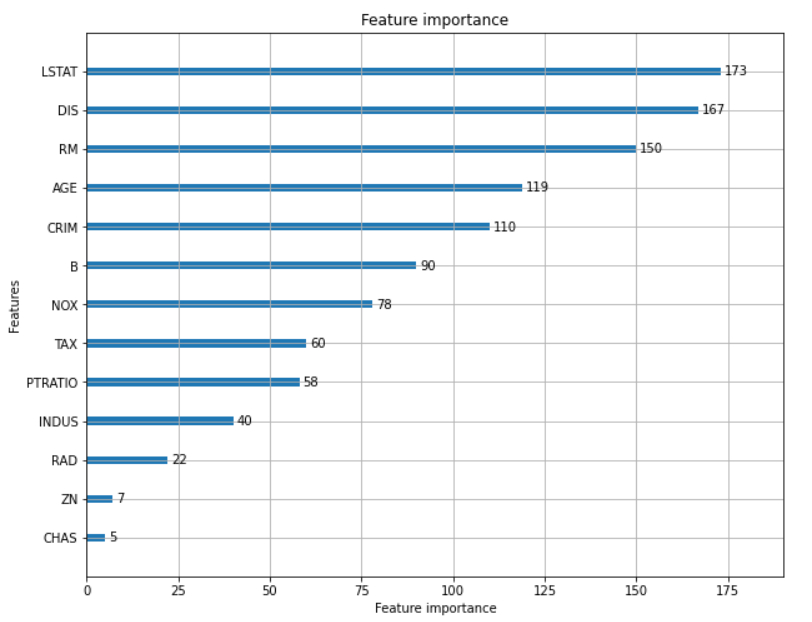 Feature importance
LSTAT 173
DIS 167
RM 150
AGE 119
CRIM 110
B 90
NOX 78
TAX 60
PTRATIO 58
INDUS 40
RAD 22
ZN 7
CHAS 5
Features
0 25 50 75 100 125 150 175
Feature importance